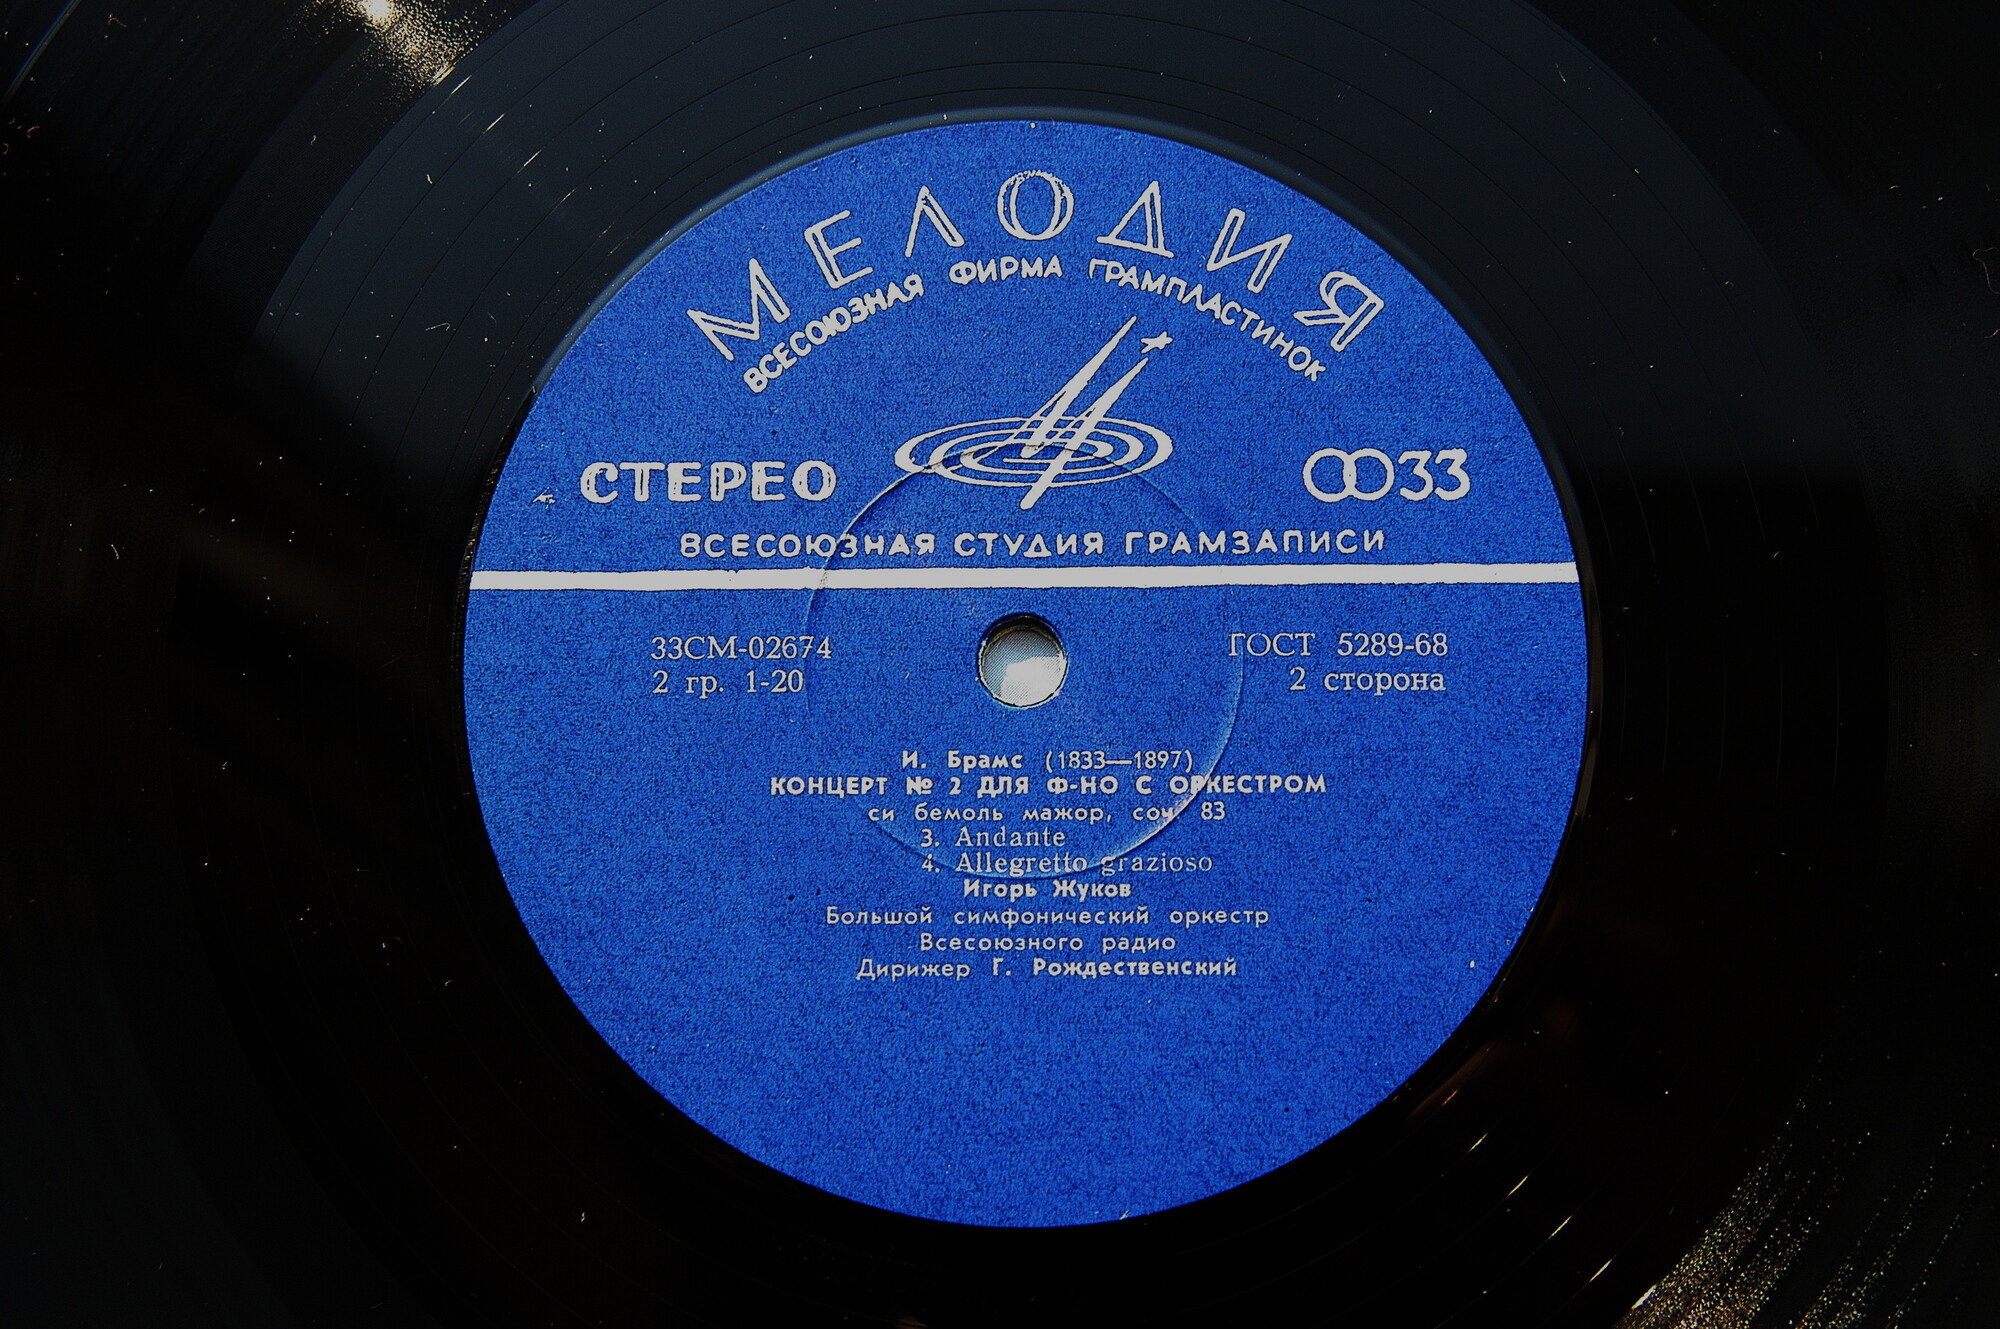 МЕЛОДИЯ
ВСЕСОЮЗНАЯ ФИРМА ГРАМПЛАСТИНОК
СТЕРЕО
33
ВСЕСОЮЗНАЯ СТУДИЯ ГРАМЗАПИСИ
33СМ-02674
2 гр. 1-20
ГОСТ 5289-68
2 сторона
И. Брамс (1833—1897)
КОНЦЕРТ № 2 ДЛЯ Ф-НО С ОРКЕСТРОМ
си бемоль мажор, соч. 83
3. Andante
4. Allegretto grazioso
Игорь Жуков
Большой симфонический оркестр
Всесоюзного радио
Дирижер Г. Рождественский